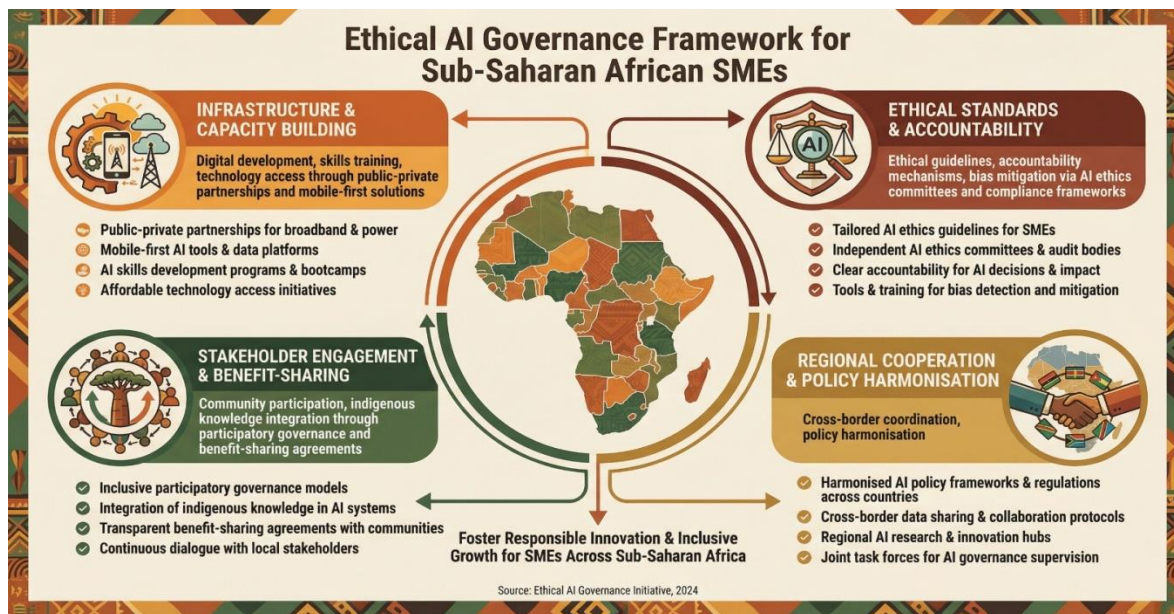 Ethical AI Governance Framework for
Sub-Saharan African SMEs
INFRASTRUCTURE &
CAPACITY BUILDING
Digital development, skills training,
technology access through public-private
partnerships and mobile-first solutions
Public-private partnerships for broadband & power
Mobile-first AI tools & data platforms
AI skills development programs & bootcamps
Affordable technology access initiatives
AI
ETHICAL STANDARDS
& ACCOUNTABILITY
Ethical guidelines, accountability
mechanisms, bias mitigation via AI ethics
committees and compliance frameworks
Tailored AI ethics guidelines for SMEs
Independent AI ethics committees & audit bodies
Clear accountability for AI decisions & impact
Tools & training for bias detection and mitigation
STAKEHOLDER ENGAGEMENT
& BENEFIT-SHARING
Community participation, indigenous
knowledge integration through
participatory governance and
benefit-sharing agreements
Inclusive participatory governance models
Integration of indigenous knowledge in AI systems
Transparent benefit-sharing agreements with communities
Continuous dialogue with local stakeholders
REGIONAL COOPERATION
& POLICY HARMONISATION
Cross-border coordination,
policy harmonisation
Harmonised AI policy frameworks & regulations
across countries
Cross-border data sharing & collaboration protocols
Regional AI research & innovation hubs
Joint task forces for AI governance supervision
Foster Responsible Innovation & Inclusive
Growth for SMEs Across Sub-Saharan Africa
Source: Ethical AI Governance Initiative, 2024